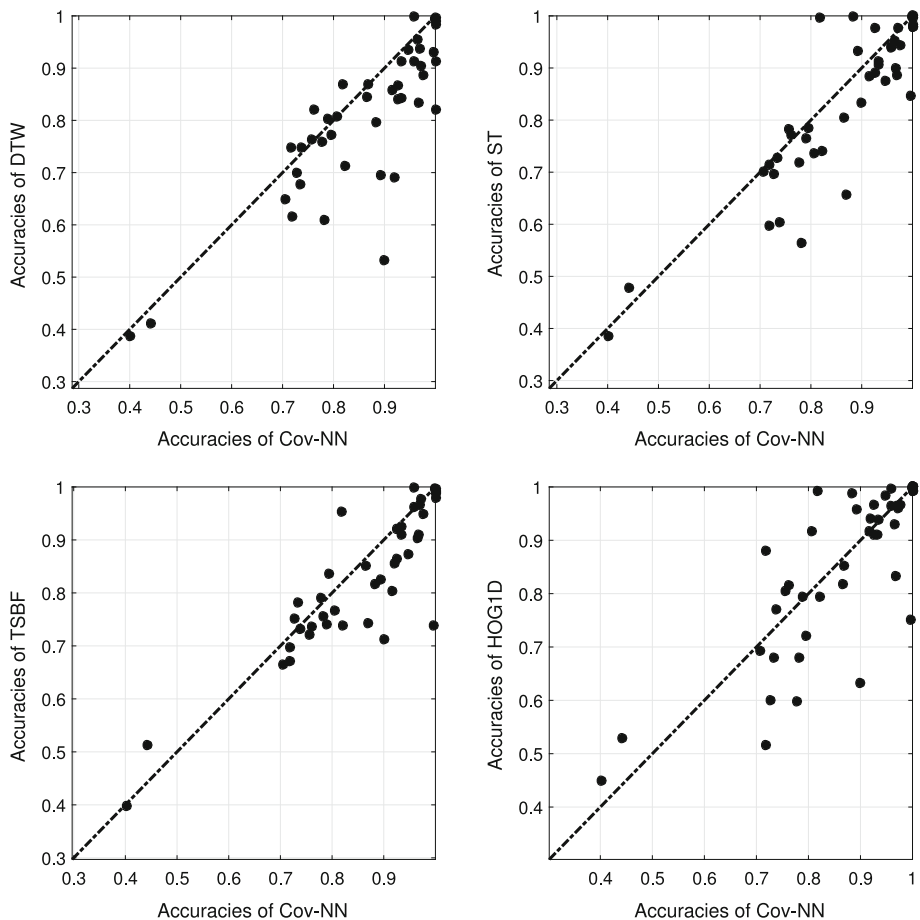 1
0.9
0.8
0.7
0.6
0.5
0.4
0.3
Accuracies of DTW
0.3 0.4 0.5 0.6 0.7 0.8 0.9 1
Accuracies of Cov-NN
1
0.9
0.8
0.7
0.6
0.5
0.4
0.3
Accuracies of ST
0.3 0.4 0.5 0.6 0.7 0.8 0.9 1
Accuracies of Cov-NN
1
0.9
0.8
0.7
0.6
0.5
0.4
0.3
Accuracies of TSBF
0.3 0.4 0.5 0.6 0.7 0.8 0.9 1
Accuracies of Cov-NN
1
0.9
0.8
0.7
0.6
0.5
0.4
Accuracies of HOG1D
0.4 0.5 0.6 0.7 0.8 0.9 1
Accuracies of Cov-NN